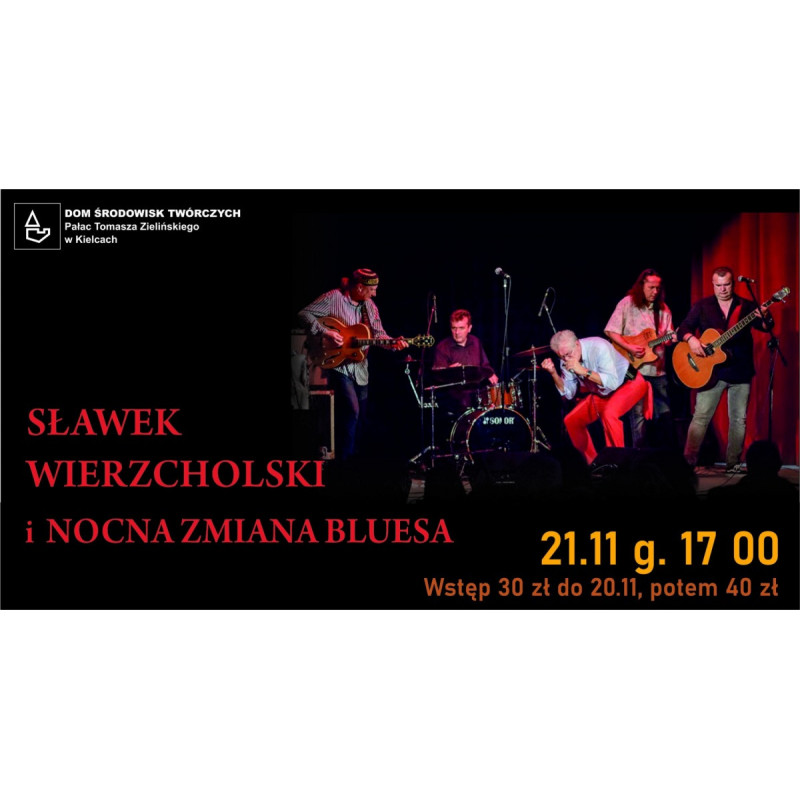 DOM ŚRODOWISK TWÓRCZYCH
Pałac Tomasza Zielińskiego
w Kielcach
SONOR
SŁAWEK
WIERZCHOLSKI
i NOCNA ZMIANA BLUESA
21.11 g. 17 00
Wstęp 30 zł do 20.11, potem 40 zł